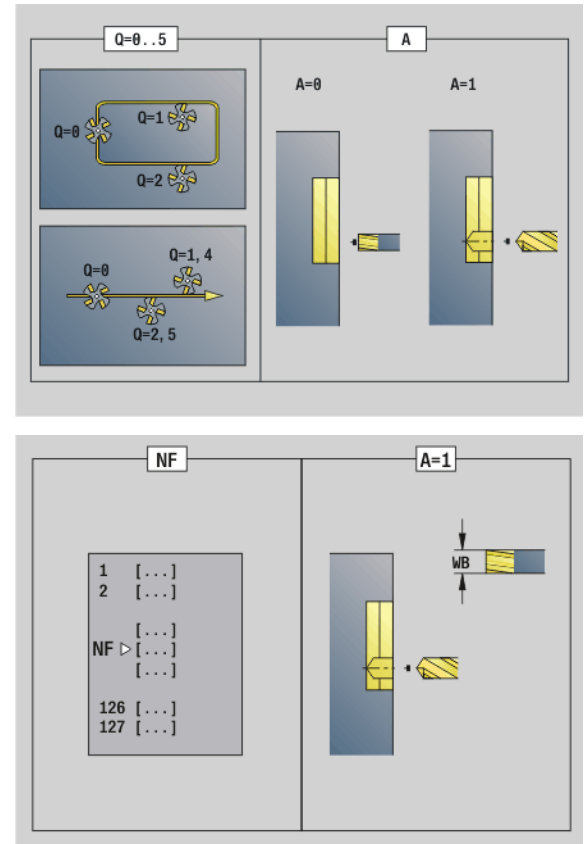 Q=0..5
A
Q=0
Q=1
Q=2
Q=0
Q=1,4
Q=2,5
A=0
A=1
NF
A=1
1 [...]
2 [...]
[...]
NF [...]
[...]
126 [...]
127 [...]
WB